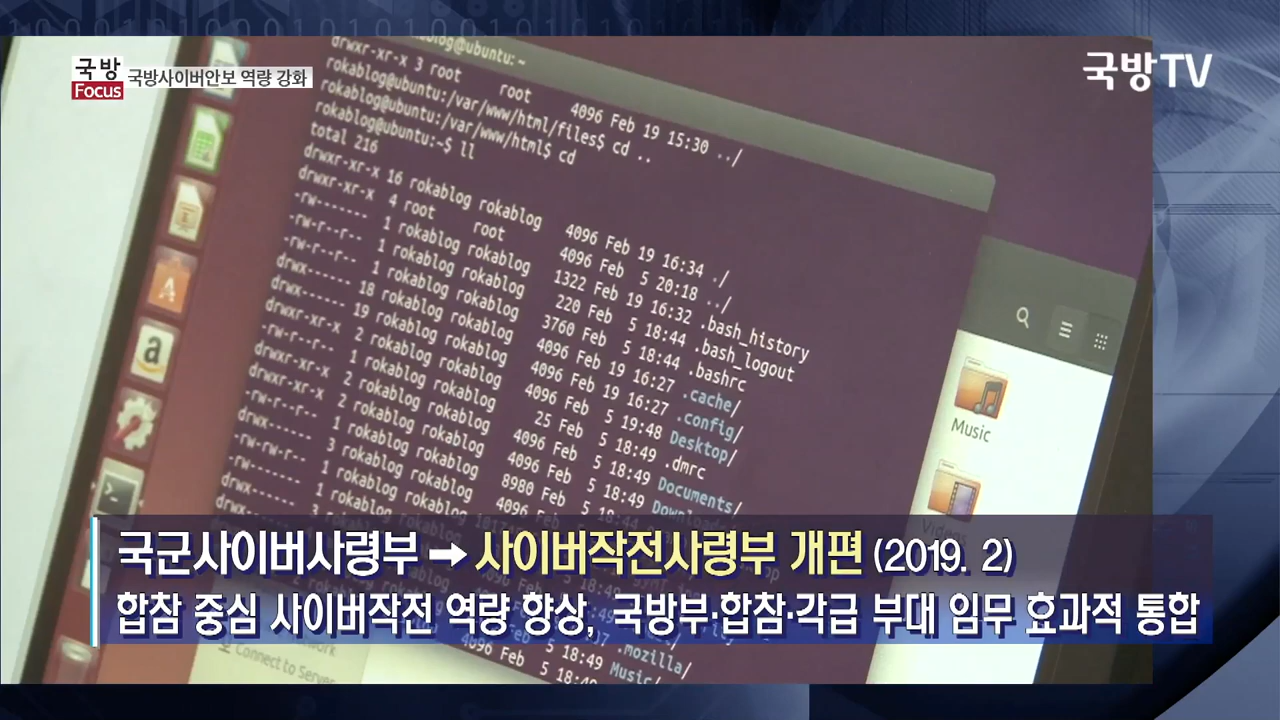 국방
Focus
국방사이버안보 역량 강화
국방TV
rokablog@ubuntu: ~
drwxr-xr-x 3 root root 4096 Feb 19 15:30 ../
rokablog@ubuntu:/var/www/html/files$ cd ..
rokablog@ubuntu:/var/www/html$ cd
rokablog@ubuntu:~$ ll
total 216
drwxr-xr-x 16 rokablog rokablog 4096 Feb 19 16:34 ./
drwxr-xr-x 4 root root 4096 Feb 5 20:18 ../
-rw------- 1 rokablog rokablog 1322 Feb 19 16:32 .bash_history
-rw-r--r-- 1 rokablog rokablog 220 Feb 5 18:44 .bash_logout
-rw-r--r-- 1 rokablog rokablog 3760 Feb 5 18:44 .bashrc
drwx------ 18 rokablog rokablog 4096 Feb 19 16:27 .cache/
drwx------ 19 rokablog rokablog 4096 Feb 19 16:27 .config/
drwxr-xr-x 2 rokablog rokablog 4096 Feb 5 19:48 Desktop/
-rw-r--r-- 1 rokablog rokablog 25 Feb 5 18:49 .dmrc
drwxr-xr-x 2 rokablog rokablog 4096 Feb 5 18:49 Documents/
drwxr-xr-x 2 rokablog rokablog 4096 Feb 5 18:49
-rw-r--r-- 1 rokablog rokablog 8980 Feb 5 18:44
drwx------ 3 rokablog rokablog 4096 Feb
Music
Videos
국군사이버사령부 → 사이버작전사령부 개편 (2019. 2)
합참 중심 사이버작전 역량 향상, 국방부·합참·각급 부대 임무 효과적 통합
.mozilla/
4096 Feb 5 18:49 Music/
Connect to Server